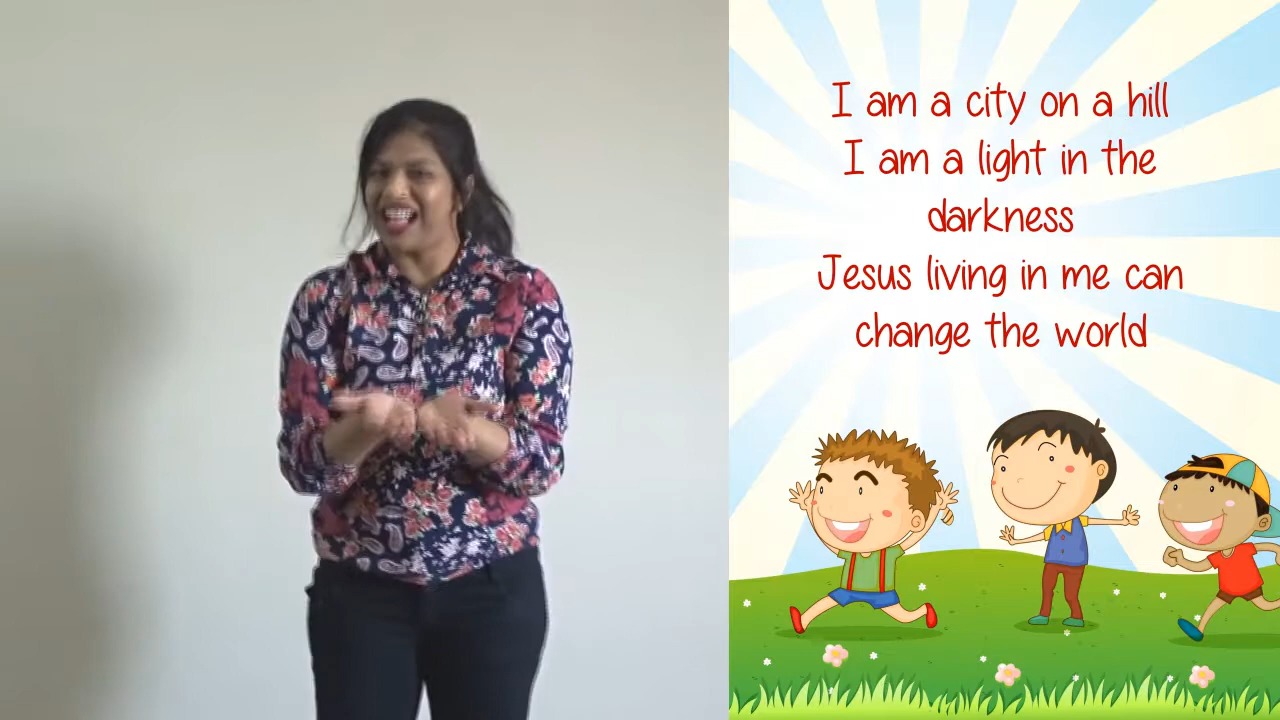 I am a city on a hill
I am a light in the
darkness
Jesus living in me can
change the world